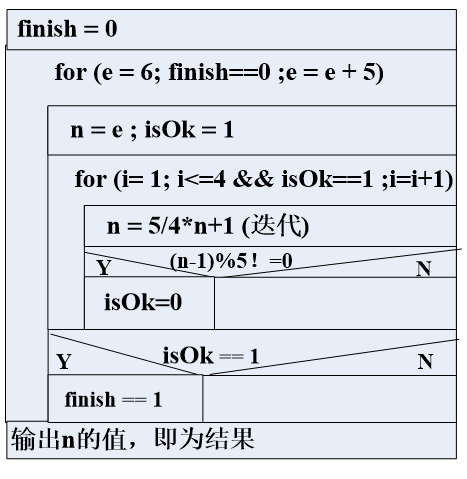 finish = 0
for (e = 6; finish==0 ;e = e + 5)
n = e ; isOk = 1
for (i= 1; i<=4 && isOk==1 ;i=i+1)
n = 5/4*n+1 (迭代)
Y (n-1)%5！=0 N
isOk=0
Y isOk == 1 N
finish == 1
输出n的值，即为结果